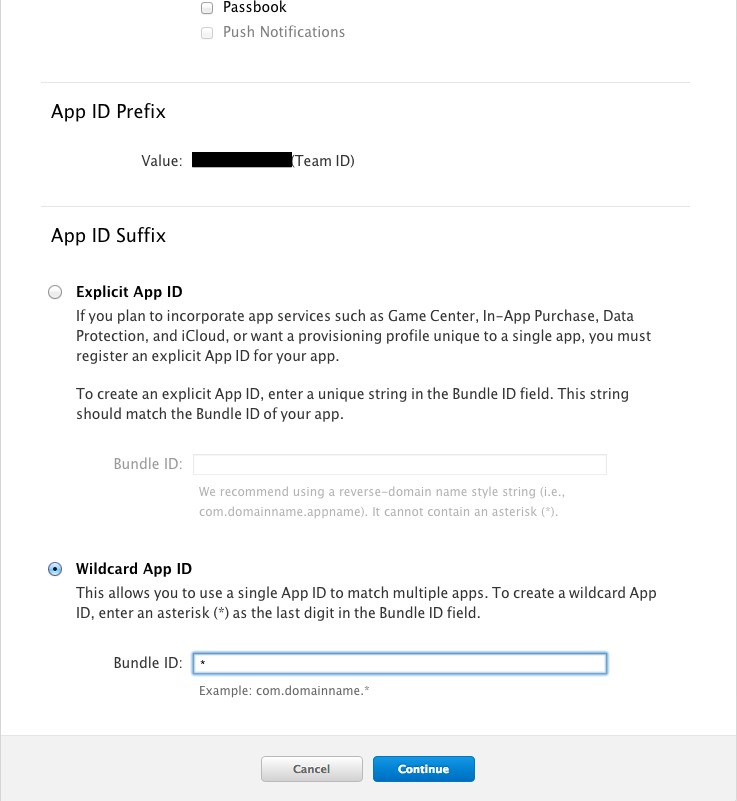 Passbook
Push Notifications
App ID Prefix
Value: (Team ID)
App ID Suffix
Explicit App ID
If you plan to incorporate app services such as Game Center, In-App Purchase, Data
Protection, and iCloud, or want a provisioning profile unique to a single app, you must
register an explicit App ID for your app.
To create an explicit App ID, enter a unique string in the Bundle ID field. This string
should match the Bundle ID of your app.
Bundle ID:
We recommend using a reverse-domain name style string (i.e.,
com.domainname.appname). It cannot contain an asterisk (*).
Wildcard App ID
This allows you to use a single App ID to match multiple apps. To create a wildcard App
ID, enter an asterisk (*) as the last digit in the Bundle ID field.
Bundle ID: *
Example: com.domainname.*
Cancel Continue